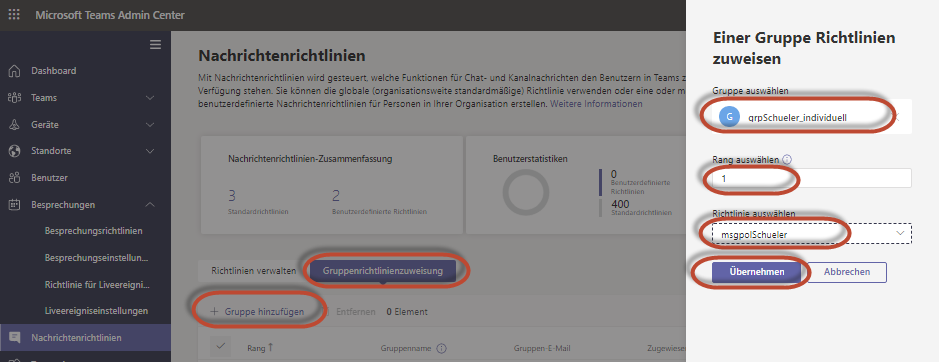 Microsoft Teams Admin Center
Dashboard
Teams
Geräte
Standorte
Benutzer
Besprechungen
Besprechungsrichtlinien
Besprechungseinstellun...
Richtlinie für Liveereigni...
Liveereigniseinstellungen
Nachrichtenrichtlinien
Nachrichtenrichtlinien
Mit Nachrichtenrichtlinien wird gesteuert, welche Funktionen für Chat- und Kanalnachrichten den Benutzern in Teams z
Verfügung stehen. Sie können die globale (organisationsweite standardmäßige) Richtlinie verwenden oder eine oder m
benutzerdefinierte Nachrichtenrichtlinien für Personen in Ihrer Organisation erstellen. Weitere Informationen
Nachrichtenrichtlinien-Zusammenfassung
3
Standardrichtlinien
2
Benutzerdefinierte Richtlinien
Benutzerstatistiken
0
Benutzerdefinierte
Richtlinien
400
Standardrichtlinien
Richtlinien verwalten
Gruppenrichtlinienzuweisung
+ Gruppe hinzufügen
Entfernen
0 Element
Rang ↑
Gruppenname
Gruppen-E-Mail
Zugewiese
Einer Gruppe Richtlinien
zuweisen
Gruppe auswählen
G
grpSchueler_individuell
Rang auswählen
1
Richtlinie auswählen
msgpolSchueler
Übernehmen
Abbrechen